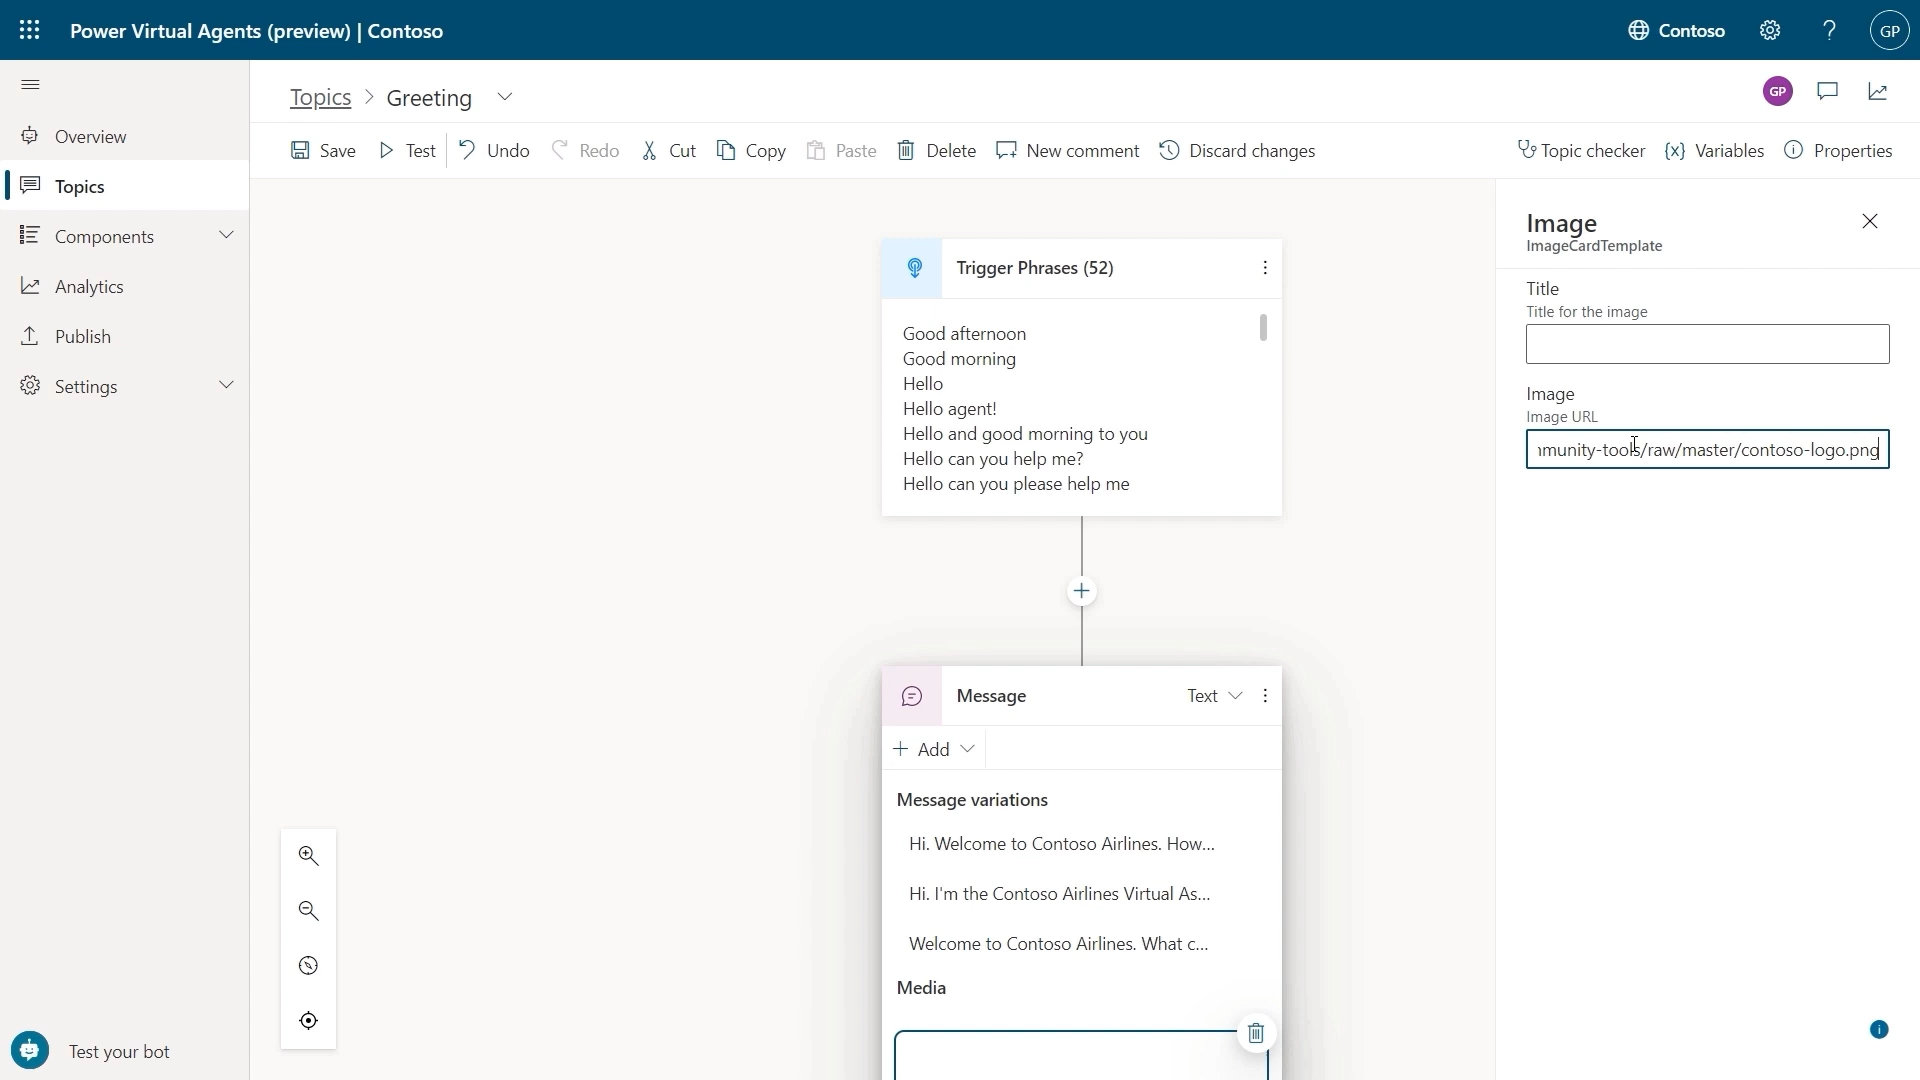 Power Virtual Agents (preview) | Contoso
Contoso
GP
Topics > Greeting
GP
Overview
Topics
Components
Analytics
Publish
Settings
Save Test Undo Redo Cut Copy Paste Delete New comment Discard changes Topic checker {x} Variables Properties
Trigger Phrases (52)
Good afternoon
Good morning
Hello
Hello agent!
Hello and good morning to you
Hello can you help me?
Hello can you please help me
Message Text
+ Add
Message variations
Hi. Welcome to Contoso Airlines. How...
Hi. I'm the Contoso Airlines Virtual As...
Welcome to Contoso Airlines. What c...
Media
Image
ImageCardTemplate
Title
Title for the image
Image
Image URL
munity-tools/raw/master/contoso-logo.png
Test your bot